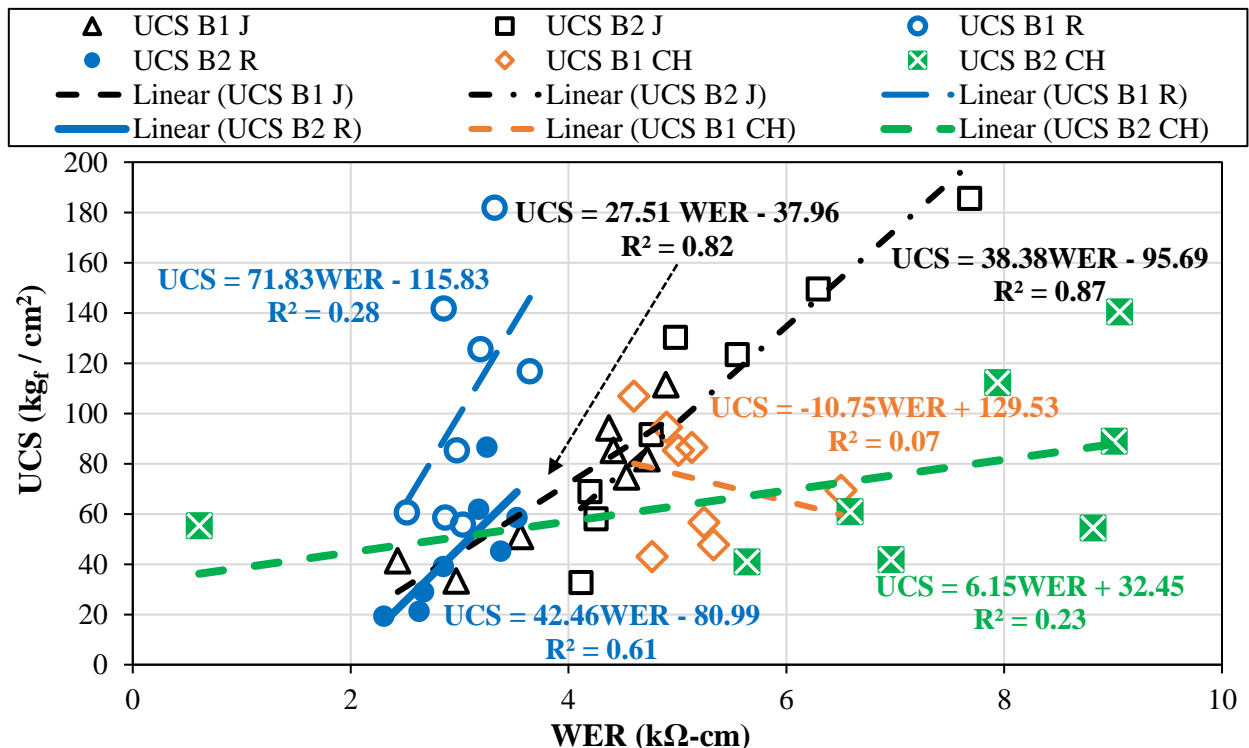 UCS B1 J UCS B2 J UCS B1 R
UCS B2 R UCS B1 CH UCS B2 CH
Linear (UCS B1 J) Linear (UCS B2 J) Linear (UCS B1 R)
Linear (UCS B2 R) Linear (UCS B1 CH) Linear (UCS B2 CH)
200
180
160
140
120
100
80
60
40
20
0
UCS (kgf / cm²)
UCS = 27.51 WER - 37.96
R² = 0.82
UCS = 71.83WER - 115.83
R² = 0.28
UCS = 38.38WER - 95.69
R² = 0.87
UCS = -10.75WER + 129.53
R² = 0.07
UCS = 42.46WER - 80.99
R² = 0.61
UCS = 6.15WER + 32.45
R² = 0.23
0 2 4 6 8 10
WER (kΩ-cm)